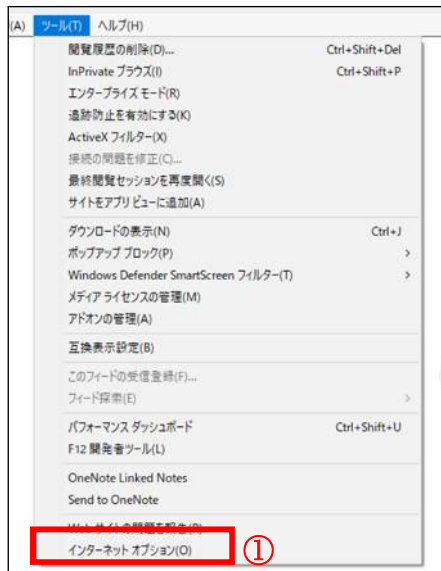 (A) ツール(T) ヘルプ(H)
閲覧履歴の削除(D)... Ctrl+Shift+Del
InPrivate ブラウズ(I) Ctrl+Shift+P
エンタープライズ モード(R)
追跡防止を有効にする(K)
ActiveX フィルター(X)
接続の問題を修正(C)...
最終閲覧セッションを再度開く(S)
サイトをアプリ ビューに追加(A)
ダウンロードの表示(N) Ctrl+J
ポップアップ ブロック(P) >
Windows Defender SmartScreen フィルター(T) >
メディア ライセンスの管理(M)
アドオンの管理(A)
互換表示設定(B)
このフィードの受信登録(F)...
フィード探索(E) >
パフォーマンス ダッシュボード Ctrl+Shift+U
F12 開発者ツール(L)
OneNote Linked Notes
Send to OneNote
Web サイトの問題を報告(R)
インターネット オプション(O) ①